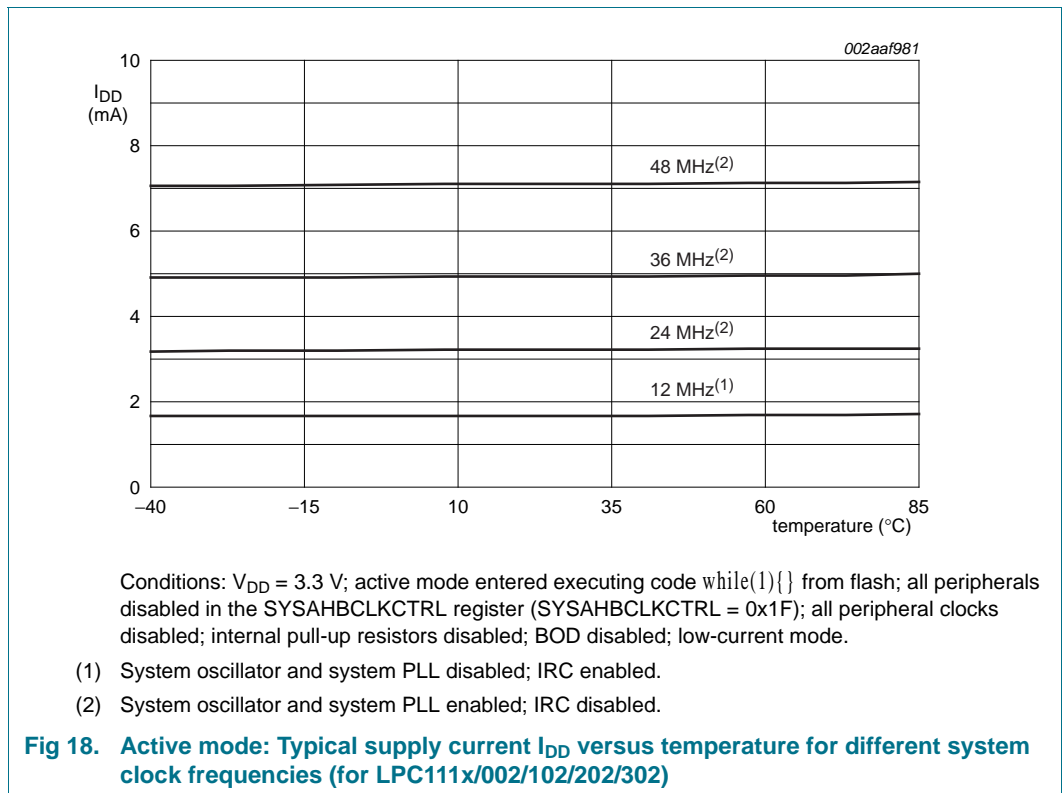 002aaf981
10
I_DD
(mA)
8
48 MHz(2)
6
36 MHz(2)
4
24 MHz(2)
12 MHz(1)
2
0
−40 −15 10 35 60 85
temperature (°C)
Conditions: V_DD = 3.3 V; active mode entered executing code while(1){} from flash; all peripherals
disabled in the SYSAHBCLKCTRL register (SYSAHBCLKCTRL = 0x1F); all peripheral clocks
disabled; internal pull-up resistors disabled; BOD disabled; low-current mode.
(1) System oscillator and system PLL disabled; IRC enabled.
(2) System oscillator and system PLL enabled; IRC disabled.
Fig 18. Active mode: Typical supply current I_DD versus temperature for different system
clock frequencies (for LPC111x/002/102/202/302)